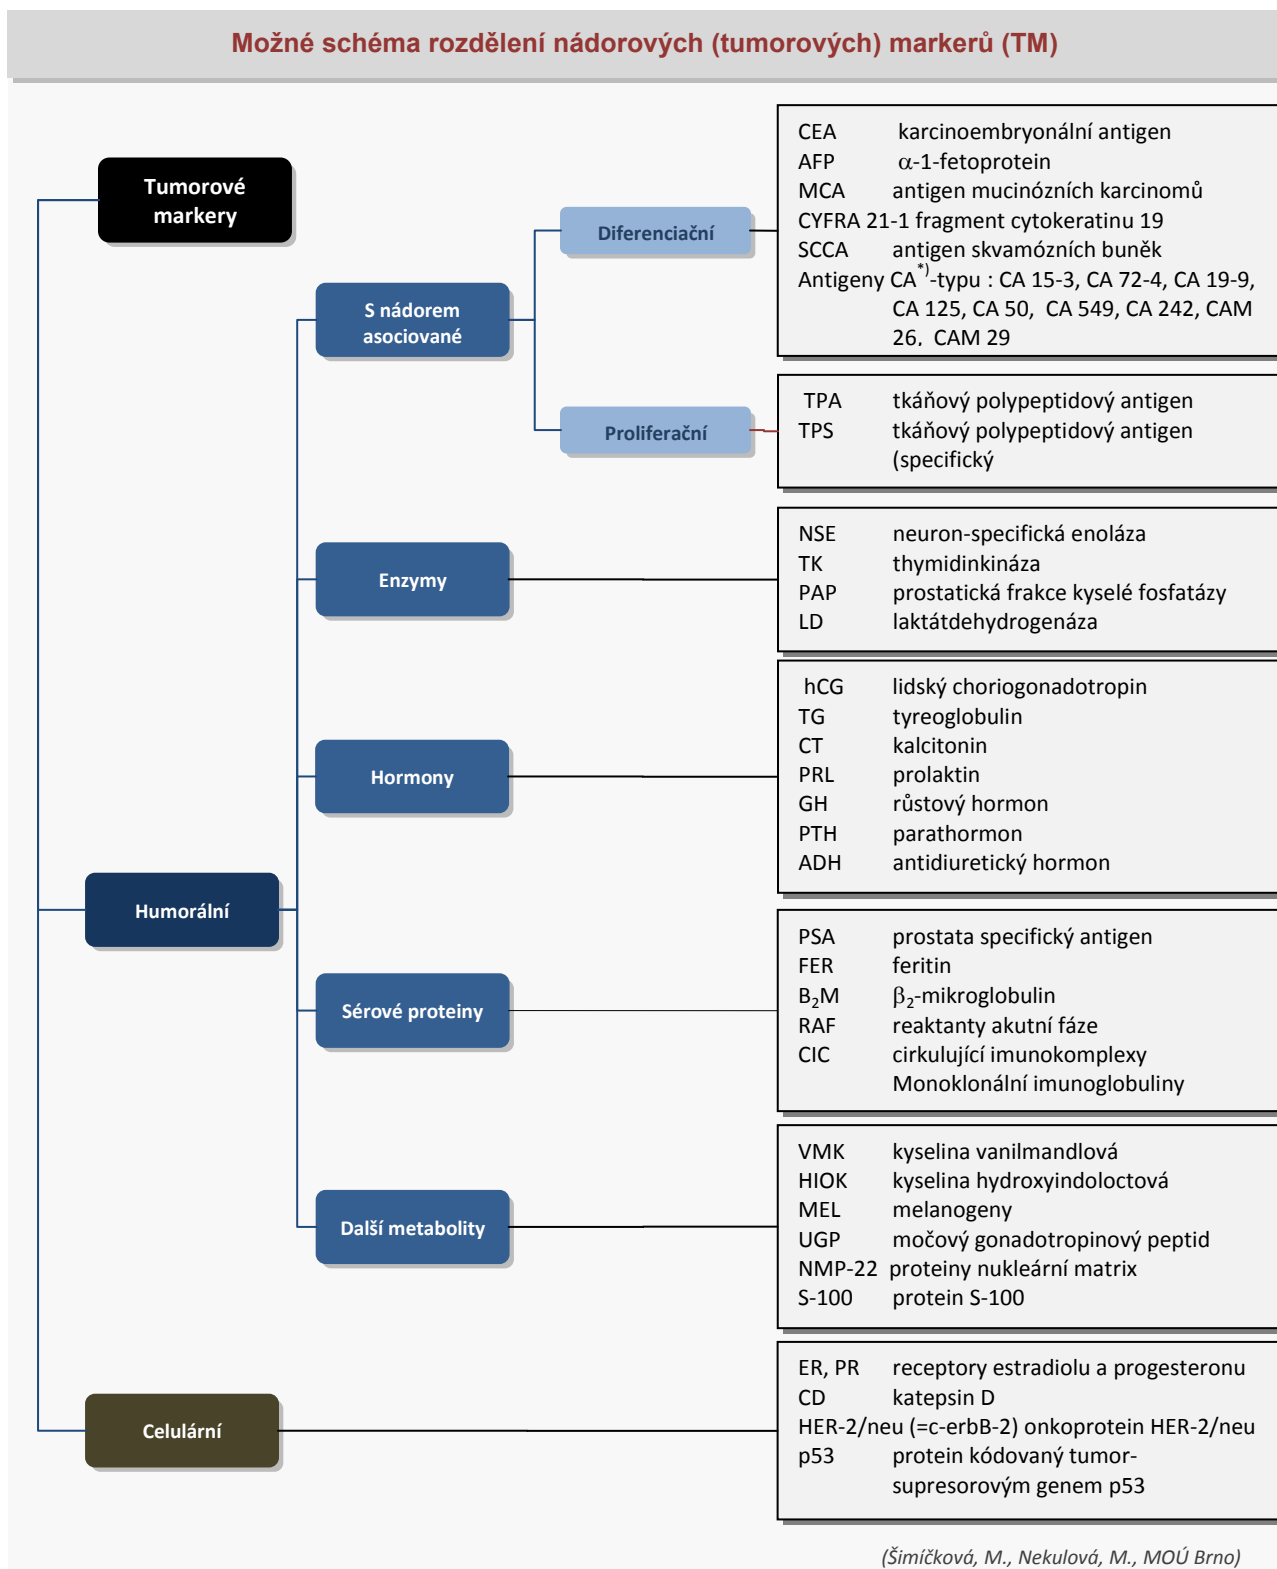 Možné schéma rozdělení nádorových (tumorových) markerů (TM)
Tumorové
markery
Humorální
Celulární
S nádorem
asociované
Enzymy
Hormony
Sérové proteiny
Další metabolity
Diferenciační
Proliferační
CEA karcinoembryonální antigen
AFP α-1-fetoprotein
MCA antigen mucinózních karcinomů
CYFRA 21-1 fragment cytokeratinu 19
SCCA antigen skvamózních buněk
Antigeny CA*)-typu : CA 15-3, CA 72-4, CA 19-9,
CA 125, CA 50, CA 549, CA 242, CAM
26, CAM 29
TPA tkáňový polypeptidový antigen
TPS tkáňový polypeptidový antigen
(specifický
NSE neuron-specifická enoláza
TK thymidinkináza
PAP prostatická frakce kyselé fosfatázy
LD laktátdehydrogenáza
hCG lidský choriogonadotropin
TG tyreoglobulin
CT kalcitonin
PRL prolaktin
GH růstový hormon
PTH parathormon
ADH antidiuretický hormon
PSA prostata specifický antigen
FER feritin
B₂M β₂-mikroglobulin
RAF reaktanty akutní fáze
CIC cirkulující imunokomplexy
Monoklonální imunoglobuliny
VMK kyselina vanilmandlová
HIOK kyselina hydroxyindoloctová
MEL melanogeny
UGP močový gonadotropinový peptid
NMP-22 proteiny nukleární matrix
S-100 protein S-100
ER, PR receptory estradiolu a progesteronu
CD katepsin D
HER-2/neu (=c-erbB-2) onkoprotein HER-2/neu
p53 protein kódovaný tumor-
supresorovým genem p53
(Šimíčková, M., Nekulová, M., MOÚ Brno)